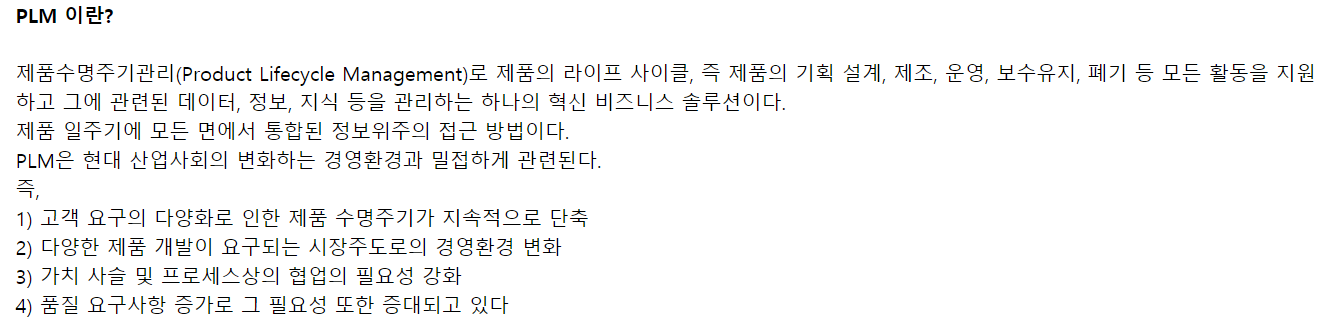 PLM 이란?
제품수명주기관리(Product Lifecycle Management)로 제품의 라이프 사이클, 즉 제품의 기획 설계, 제조, 운영, 보수유지, 폐기 등 모든 활동을 지원
하고 그에 관련된 데이터, 정보, 지식 등을 관리하는 하나의 혁신 비즈니스 솔루션이다.
제품 일주기에 모든 면에서 통합된 정보위주의 접근 방법이다.
PLM은 현대 산업사회의 변화하는 경영환경과 밀접하게 관련된다.
즉,
1) 고객 요구의 다양화로 인한 제품 수명주기가 지속적으로 단축
2) 다양한 제품 개발이 요구되는 시장주도로의 경영환경 변화
3) 가치 사슬 및 프로세스상의 협업의 필요성 강화
4) 품질 요구사항 증가로 그 필요성 또한 증대되고 있다